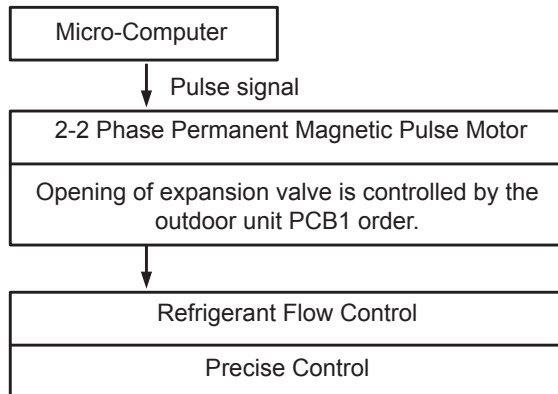 Micro-Computer
Pulse signal
2-2 Phase Permanent Magnetic Pulse Motor
Opening of expansion valve is controlled by the
outdoor unit PCB1 order.
Refrigerant Flow Control
Precise Control